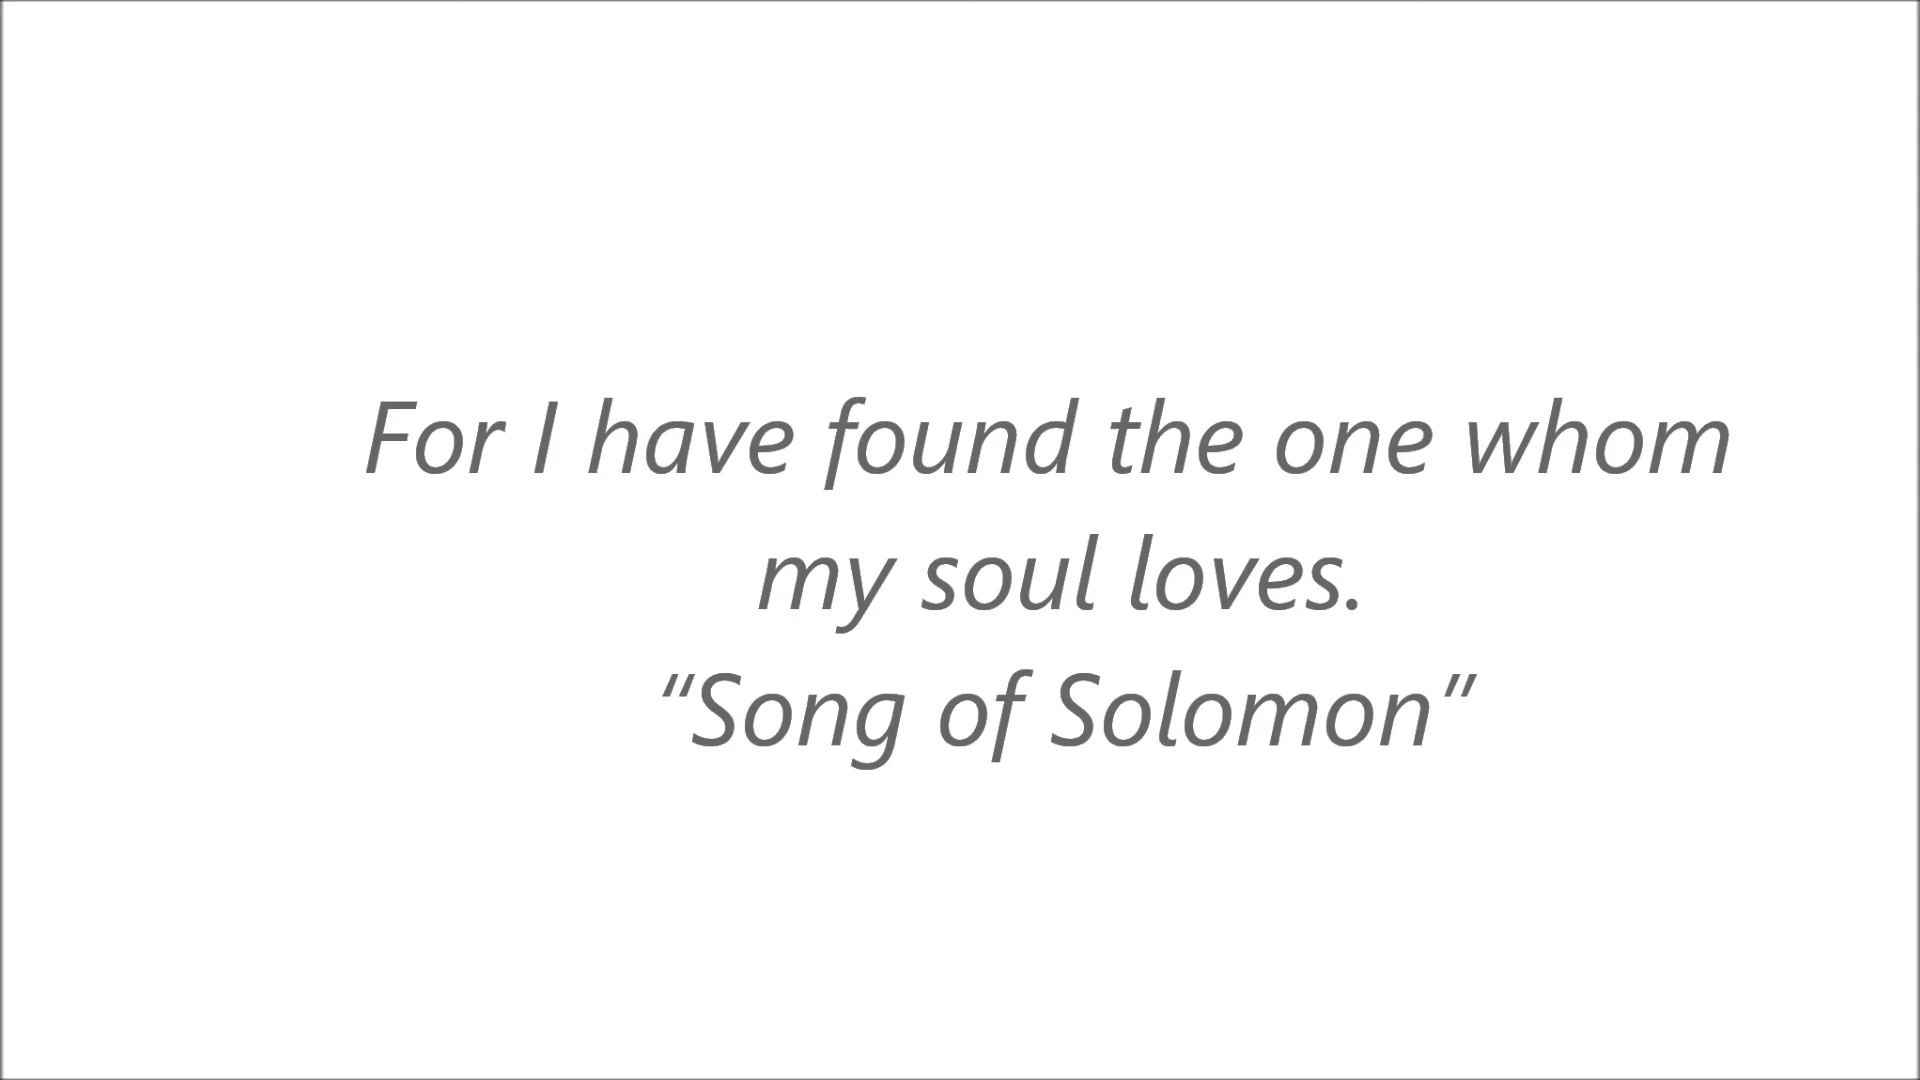 For I have found the one whom
my soul loves.
“Song of Solomon”